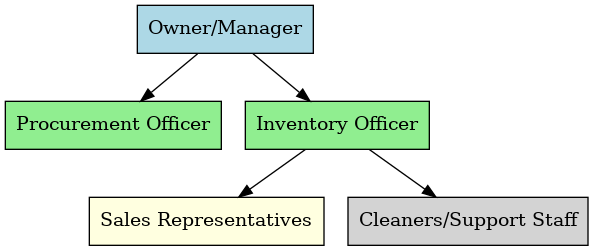 Owner/Manager
Procurement Officer
Inventory Officer
Sales Representatives
Cleaners/Support Staff